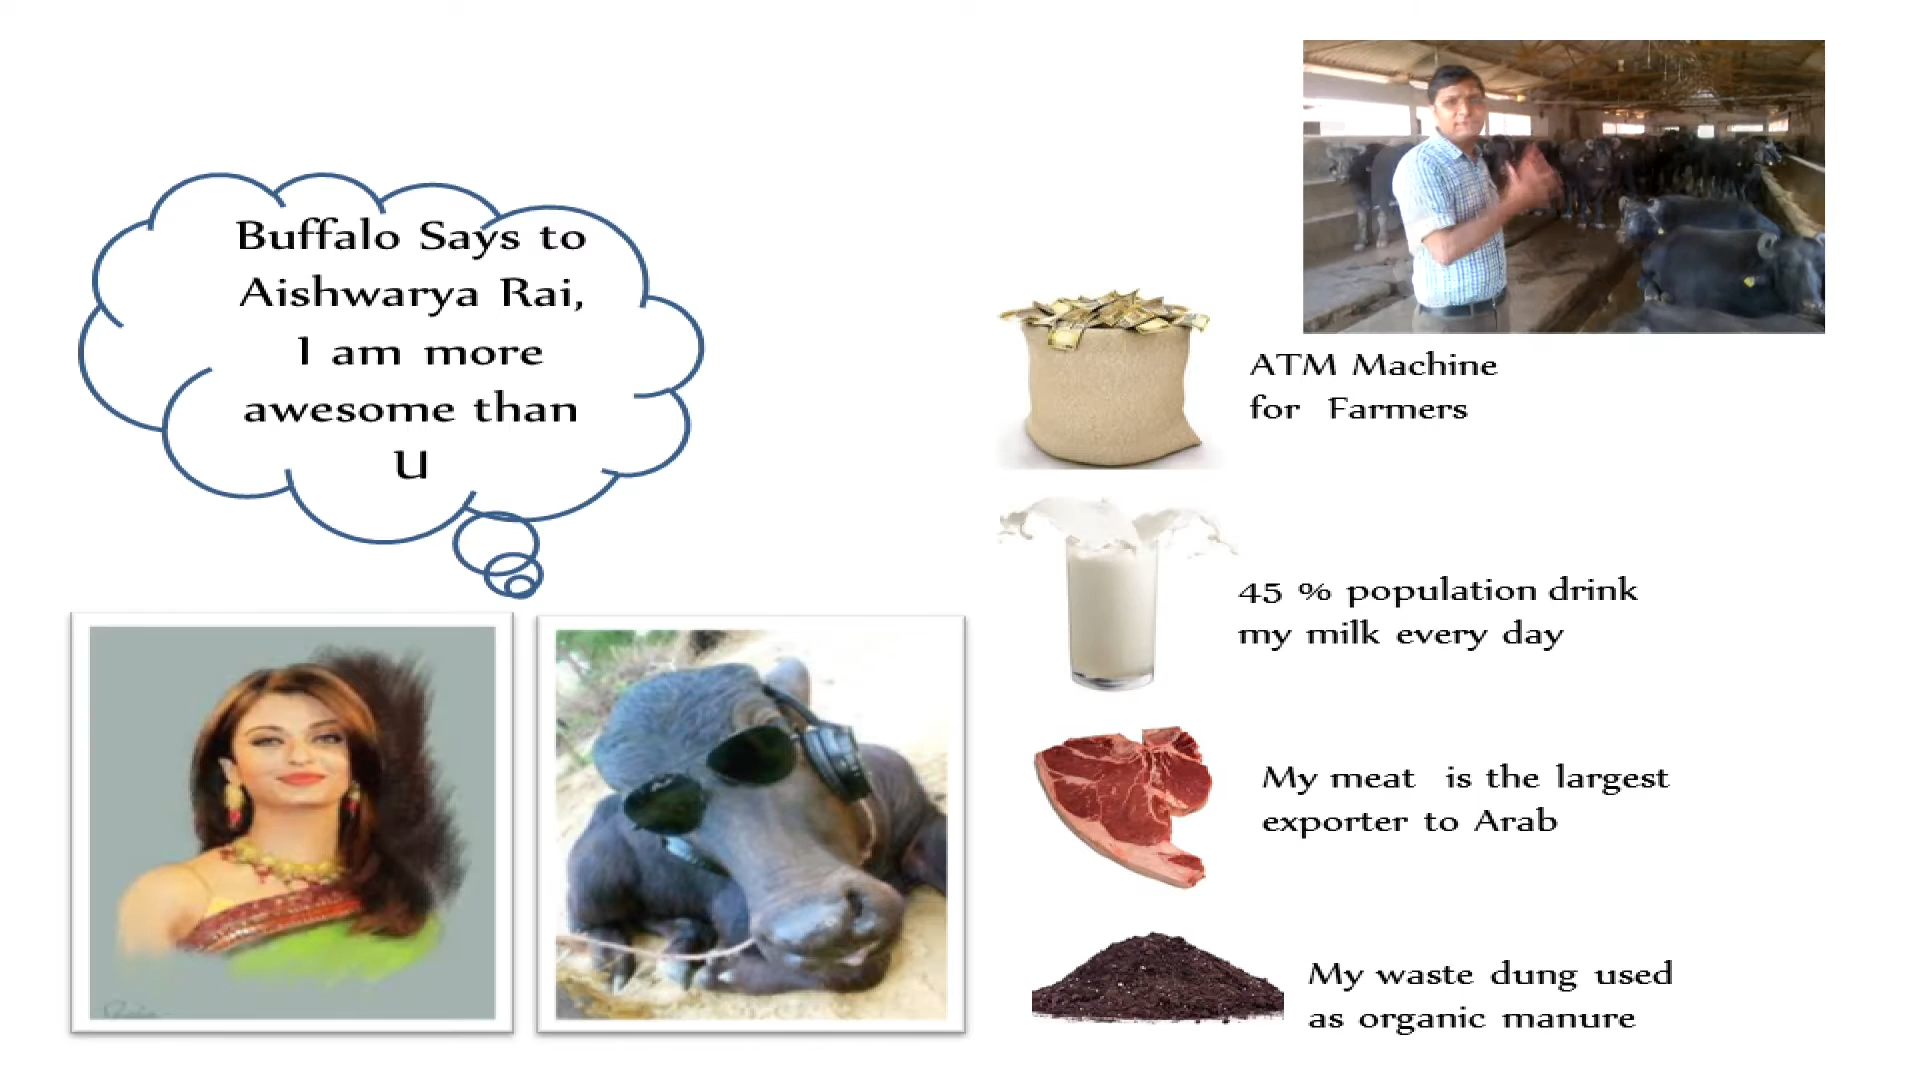 Buffalo Says to
Aishwarya Rai,
I am more
awesome than
U
ATM Machine
for Farmers
45 % population drink
my milk every day
My meat is the largest
exporter to Arab
My waste dung used
as organic manure